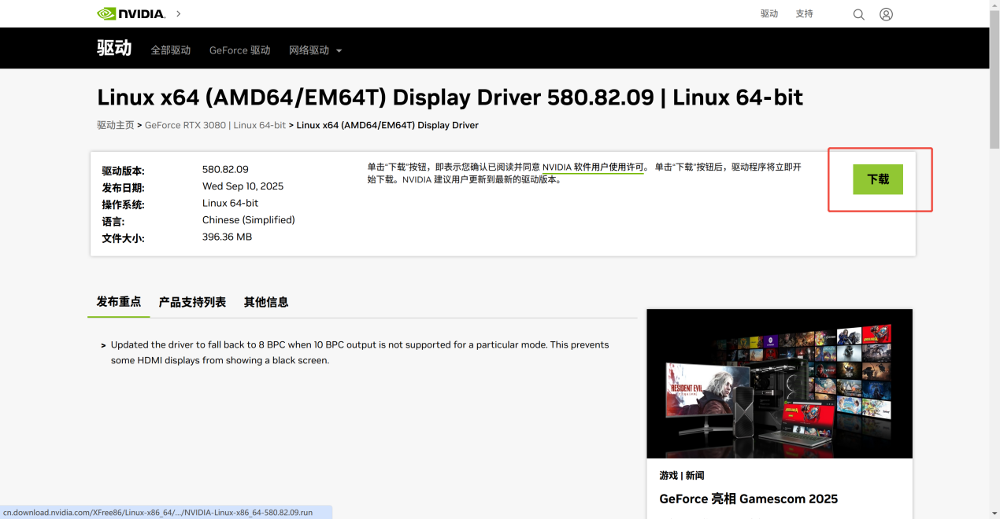 NVIDIA.
驱动 支持
驱动 全部驱动 GeForce 驱动 网络驱动
Linux x64 (AMD64/EM64T) Display Driver 580.82.09 | Linux 64-bit
驱动主页 > GeForce RTX 3080 | Linux 64-bit > Linux x64 (AMD64/EM64T) Display Driver
驱动版本: 580.82.09
发布日期: Wed Sep 10, 2025
操作系统: Linux 64-bit
语言: Chinese (Simplified)
文件大小: 396.36 MB
单击“下载”按钮，即表示您确认已阅读并同意 NVIDIA 软件用户使用许可。 单击“下载”按钮后，驱动程序将立即开
始下载。NVIDIA 建议用户更新到最新的驱动版本。
下载
发布重点 产品支持列表 其他信息
> Updated the driver to fall back to 8 BPC when 10 BPC output is not supported for a particular mode. This prevents
some HDMI displays from showing a black screen.
RESIDENT EVIL
requiem
游戏 | 新闻
GeForce 亮相 Gamescom 2025
cn.download.nvidia.com/XFree86/Linux-x86_64/.../NVIDIA-Linux-x86_64-580.82.09.run